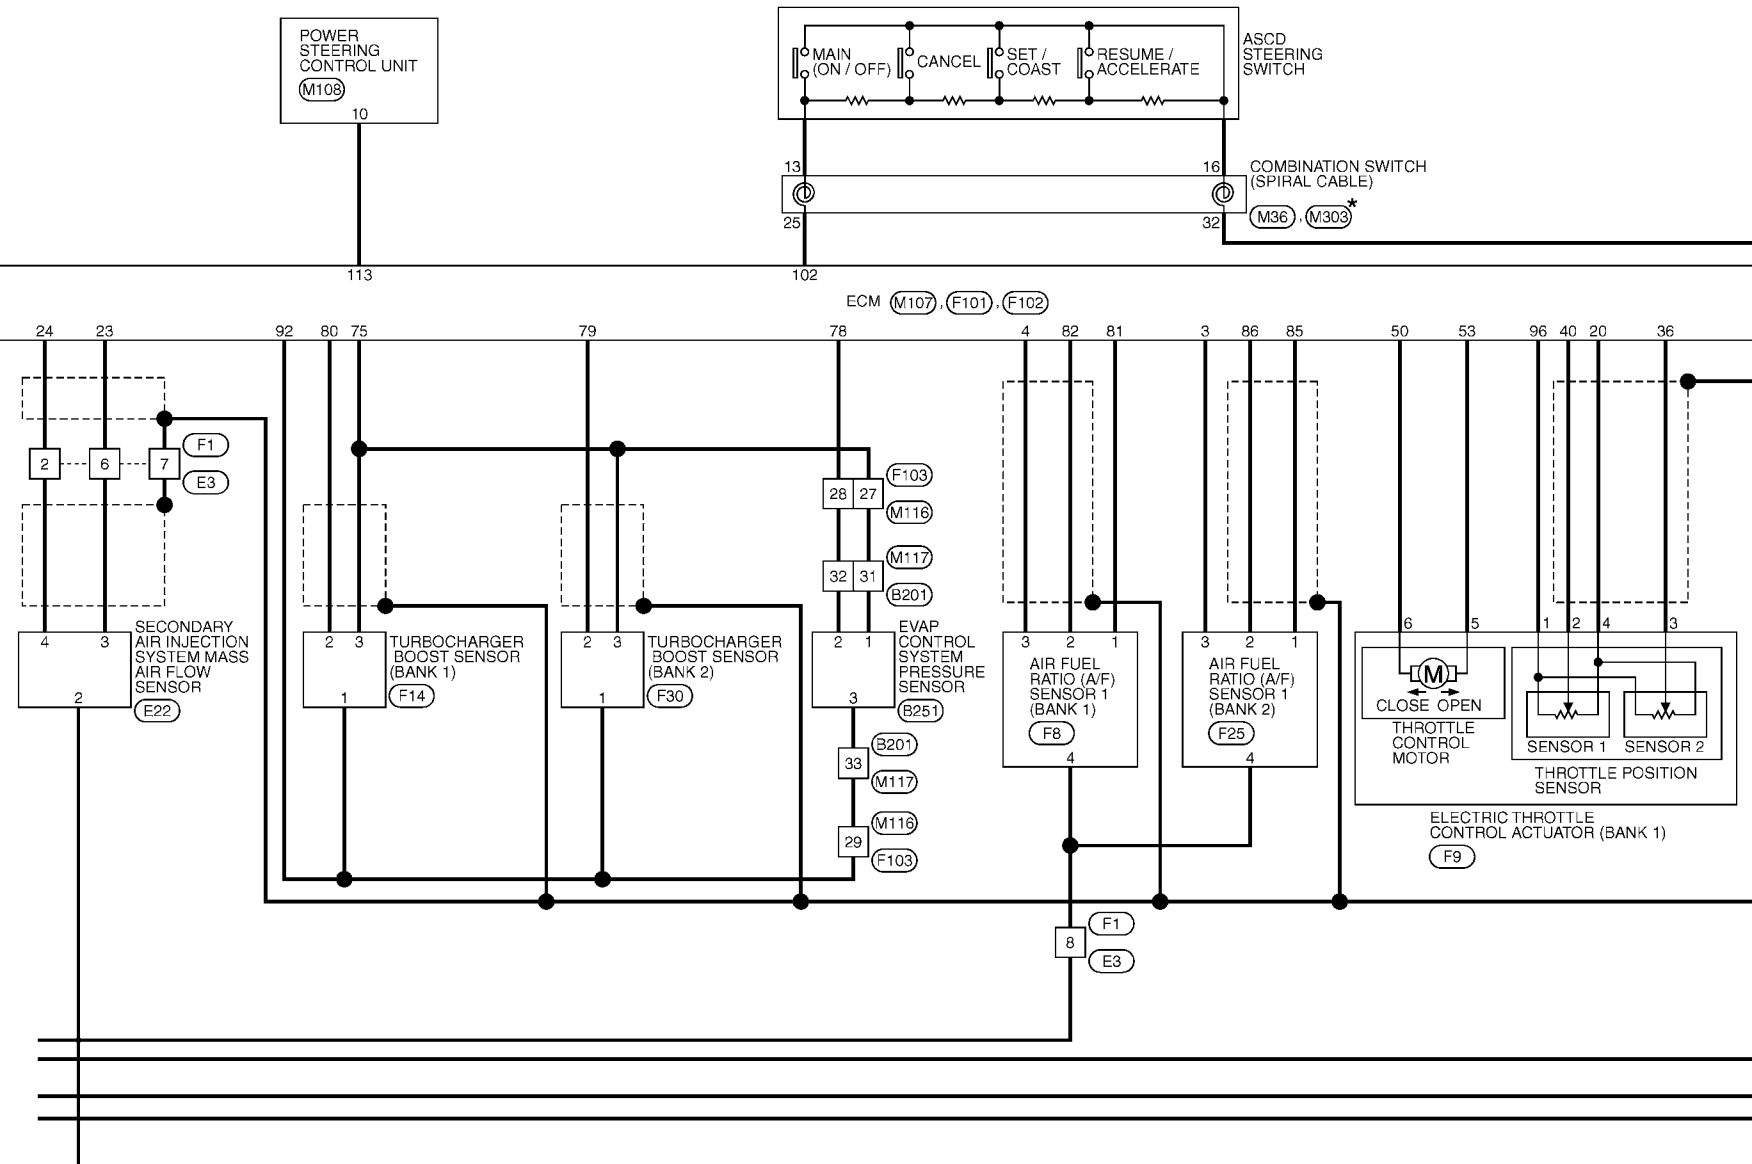 POWER
STEERING
CONTROL UNIT
M108
10
MAIN
(ON / OFF)
CANCEL
SET /
COAST
RESUME /
ACCELERATE
ASCD
STEERING
SWITCH
13
16
COMBINATION SWITCH
(SPIRAL CABLE)
25
32
M36 , M303 *
113
102
ECM M107 , F101 , F102
24 23 92 80 75 79 78 4 82 81 3 86 85 50 53 96 40 20 36
2 6 7
F1
E3
28 27
F103
M116
32 31
M117
B201
4 3
2
SECONDARY
AIR INJECTION
SYSTEM MASS
AIR FLOW
SENSOR
E22
2 3
1
TURBOCHARGER
BOOST SENSOR
(BANK 1)
F14
2 3
1
TURBOCHARGER
BOOST SENSOR
(BANK 2)
F30
2 1
3
EVAP
CONTROL
SYSTEM
PRESSURE
SENSOR
B251
33
B201
M117
29
M116
F103
3 2 1
AIR FUEL
RATIO (A/F)
SENSOR 1
(BANK 1)
F8
4
3 2 1
AIR FUEL
RATIO (A/F)
SENSOR 1
(BANK 2)
F25
4
8
F1
E3
6 5 1 2 4 3
M
CLOSE OPEN
THROTTLE
CONTROL
MOTOR
SENSOR 1 SENSOR 2
THROTTLE POSITION
SENSOR
ELECTRIC THROTTLE
CONTROL ACTUATOR (BANK 1)
F9